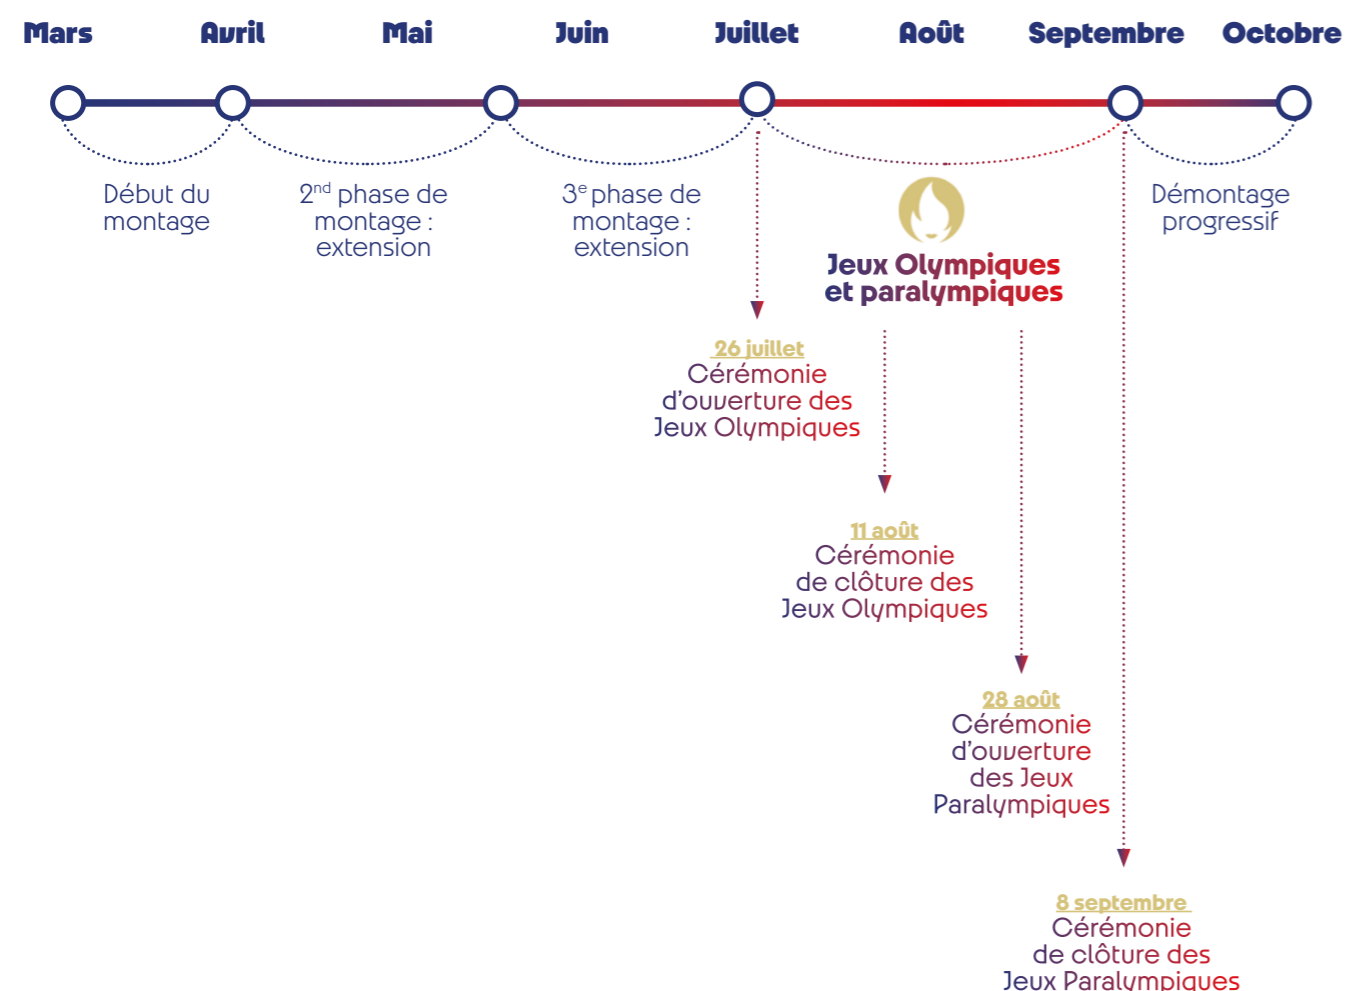 Mars Avril Mai Juin Juillet Août Septembre Octobre
Début du
montage
2nd phase de
montage :
extension
3e phase de
montage :
extension
Jeux Olympiques
et paralympiques
Démontage
progressif
26 juillet
Cérémonie
d'ouverture des
Jeux Olympiques
11 août
Cérémonie
de clôture des
Jeux Olympiques
28 août
Cérémonie
d'ouverture
des Jeux
Paralympiques
8 septembre
Cérémonie
de clôture des
Jeux Paralympiques